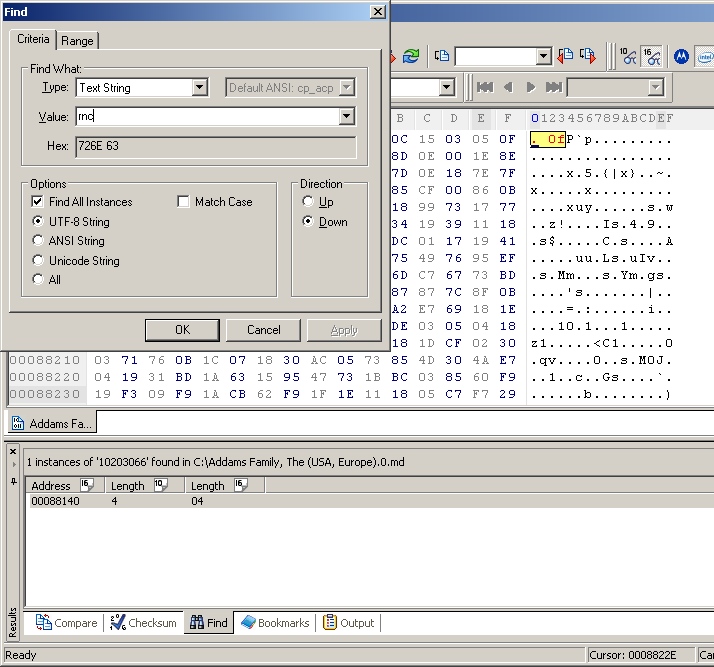 Find
Criteria
Range
Find What:
Type: Text String Default ANSI: cp_acp
Value: rnc
Hex: 726E 63
Options
Find All Instances Match Case
UTF-8 String
ANSI String
Unicode String
All
Direction
Up
Down
OK Cancel Apply
10 16 intel
B C D E F 0123456789ABCDEF
0C 15 03 05 0F . 0fP`p.........
8D 0E 00 1E 8E ................
7D 0E 18 7E 7F ....x.5.{|x}..~.
85 CF 00 86 0B x.....x.........
18 99 73 17 77 ....xuy......s.w
34 19 39 11 18 ..z!....Is.4.9..
DC 01 17 19 41 .s$.....C.s....A
75 49 76 95 EF .....uu.Ls.uIv..
6D C7 67 73 BD .s.Mm...s.Ym.gs.
87 87 7C 8F 0B ....'s.......|..
A2 E7 69 18 1E ....=.:......i..
DE 03 05 04 18 ...10.1...1.....
18 1D CF 02 30 z1....<C1.....0
00088210 03 71 76 0B 1C 07 18 30 AC 05 73 85 4D 30 4A E7 .qv....0..s.M0J.
00088220 04 19 31 BD 1A 63 15 95 47 73 1B BC 03 85 60 F9 ..1..c..Gs....`.
00088230 19 F3 09 F9 1A CB 62 F9 1F 1E 11 18 05 C7 F7 29 ......b........)
Addams Fa...
1 instances of '10203066' found in C:\Addams Family, The (USA, Europe).0.md
Address 16 Length 10 Length 16
00088140 4 04
Results
Compare Checksum Find Bookmarks Output
Ready Cursor: 0008822E Car